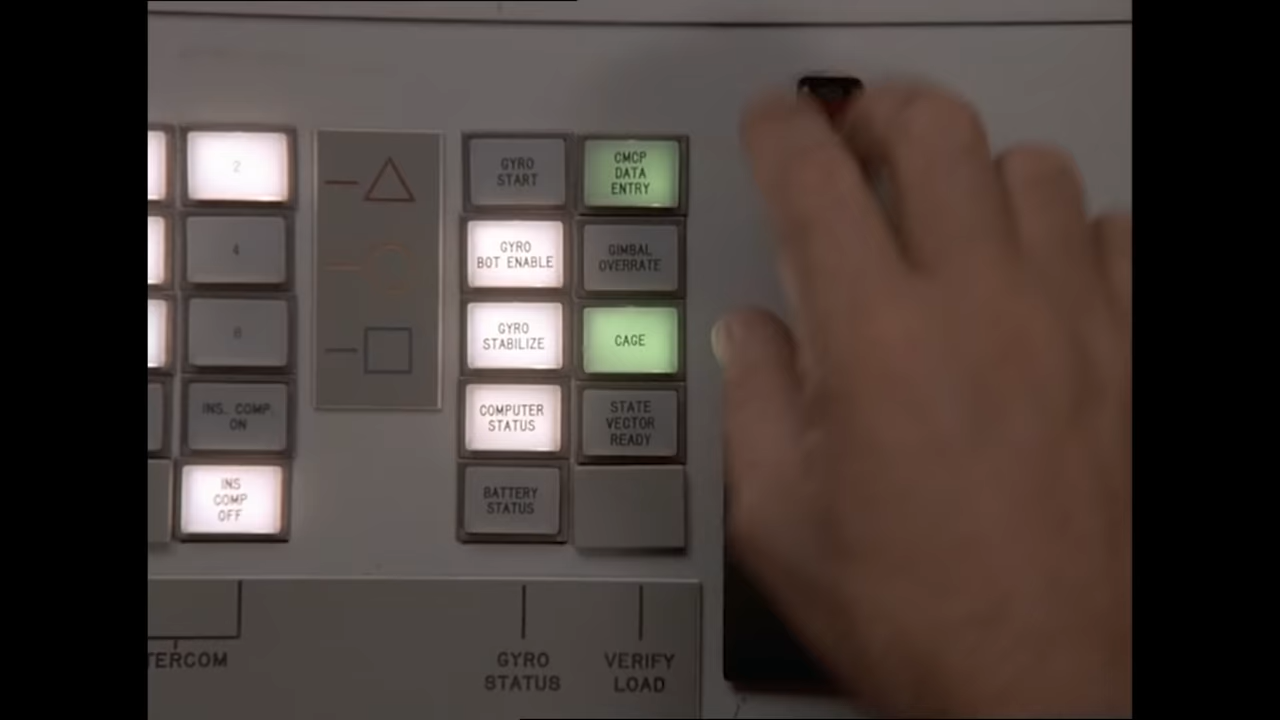 2
4
6
INS. COMP.
ON
INS
COMP
OFF
GYRO
START
CMCP
DATA
ENTRY
GYRO
BOT ENABLE
GIMBAL
OVERRATE
GYRO
STABILIZE
CAGE
COMPUTER
STATUS
STATE
VECTOR
READY
BATTERY
STATUS
TERCOM
GYRO
STATUS
VERIFY
LOAD